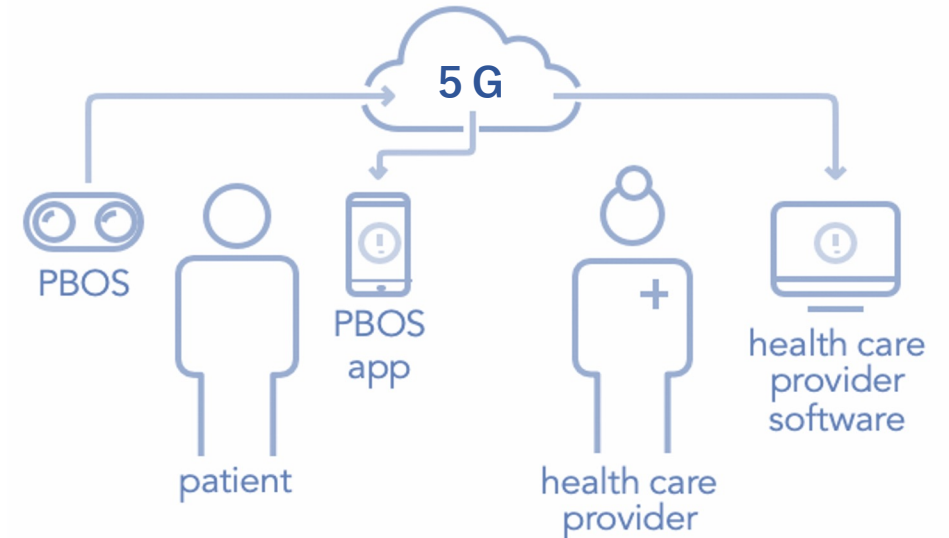 5 G
PBOS
PBOS
app
patient
health care
provider
health care
provider
software